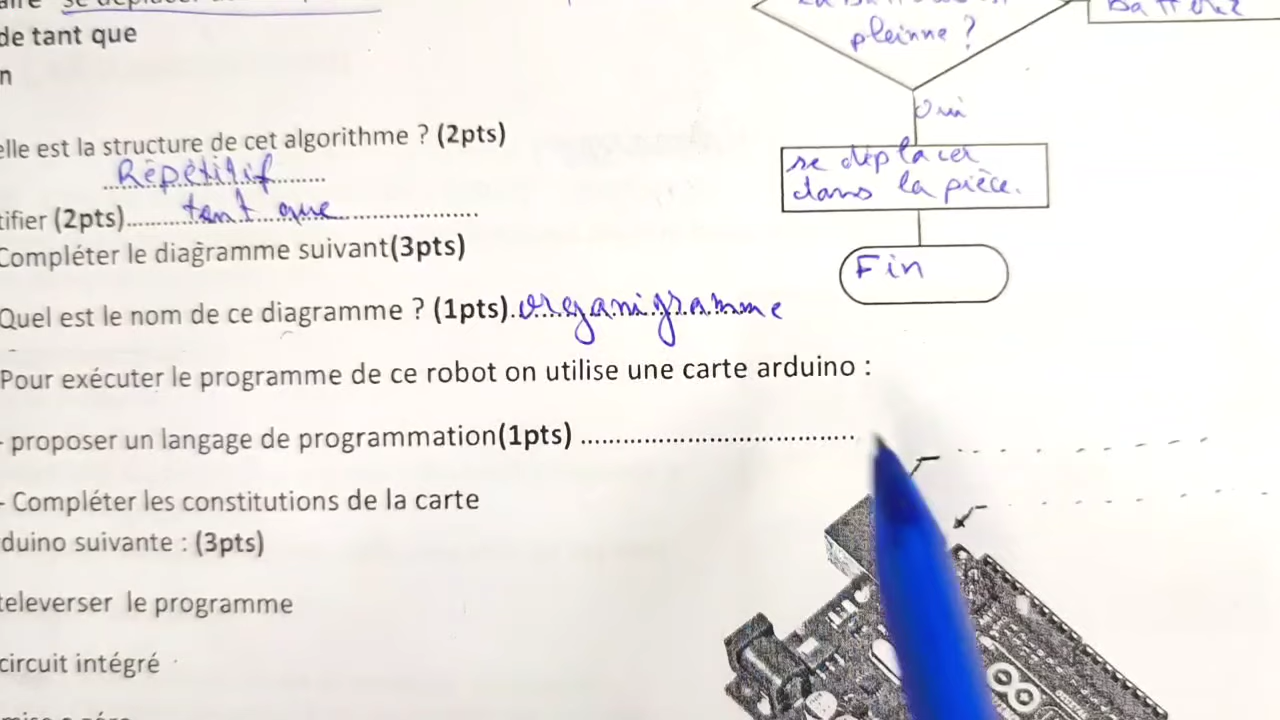 se déplacer
de tant que
n
pleinne ?
Batterie
oui
elle est la structure de cet algorithme ? (2pts)
Répétitif
se déplacer
dans la pièce.
tifier (2pts) tant que
Compléter le diagramme suivant(3pts)
Fin
Quel est le nom de ce diagramme ? (1pts) organigramme
Pour exécuter le programme de ce robot on utilise une carte arduino :
- proposer un langage de programmation(1pts) ......................................
- Compléter les constitutions de la carte
duino suivante : (3pts)
televerser le programme
circuit intégré